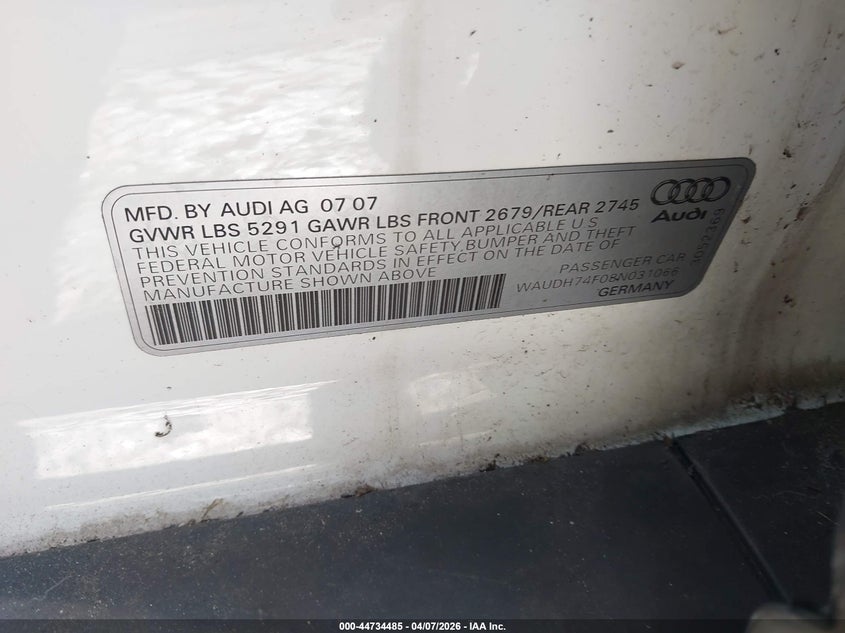 MFD. BY AUDI AG 07 07
GVWR LBS 5291 GAWR LBS FRONT 2679/REAR 2745
THIS VEHICLE CONFORMS TO ALL APPLICABLE U S
FEDERAL MOTOR VEHICLE SAFETY,BUMPER AND THEFT
PREVENTION STANDARDS IN EFFECT ON THE DATE OF
MANUFACTURE SHOWN ABOVE
PASSENGER CAR
WAUDH74F08N031066
GERMANY
Audi
3052369
000-44734485 - 04/07/2026 - IAA Inc.